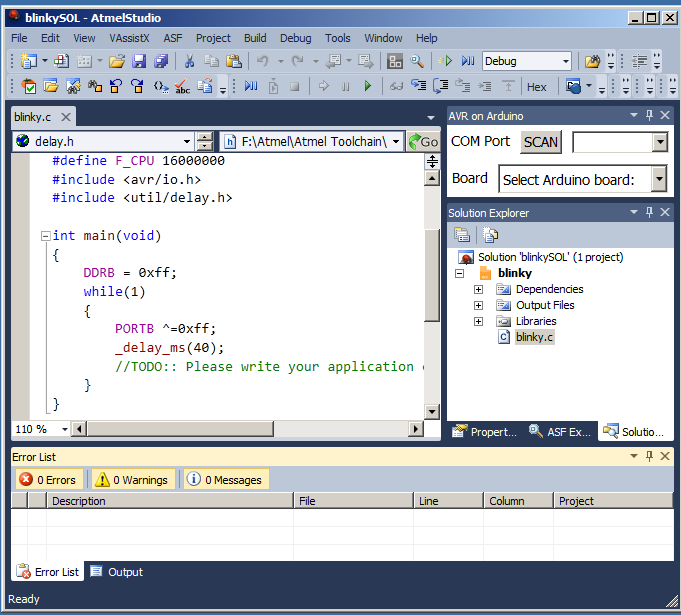 blinkySOL - AtmelStudio
File Edit View VAssistX ASF Project Build Debug Tools Window Help
Debug
abc Hex
blinky.c
delay.h F:\Atmel\Atmel Toolchain\ Go
#define F_CPU 16000000
#include <avr/io.h>
#include <util/delay.h>
int main(void)
{
DDRB = 0xff;
while(1)
{
PORTB ^=0xff;
_delay_ms(40);
//TODO:: Please write your application
}
}
110 %
AVR on Arduino
COM Port SCAN
Board Select Arduino board:
Solution Explorer
Solution 'blinkySOL' (1 project)
blinky
Dependencies
Output Files
Libraries
blinky.c
Propert... ASF Ex... Solutio...
Error List
0 Errors 0 Warnings 0 Messages
Description File Line Column Project
Error List Output
Ready